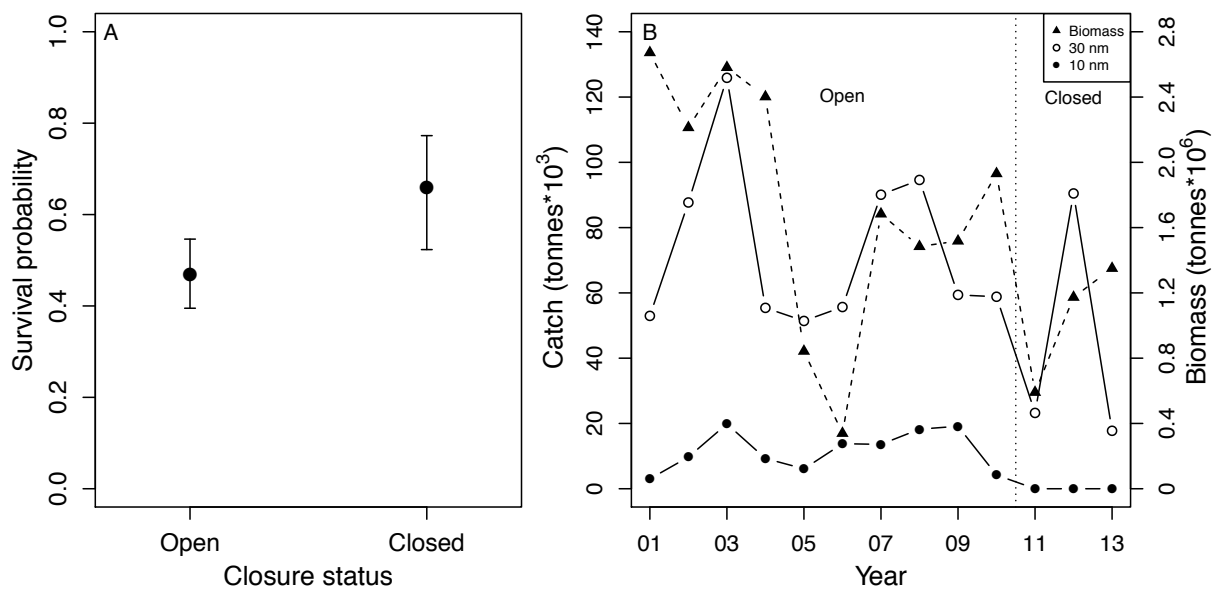 A
Survival probability
1.0
0.8
0.6
0.4
0.2
0.0
Open
Closed
Closure status
B
Catch (tonnes*10³)
140
120
100
80
60
40
20
0
Biomass
30 nm
10 nm
Open
Closed
2.8
2.4
2.0
1.6
1.2
0.8
0.4
0
Biomass (tonnes*10⁶)
01 03 05 07 09 11 13
Year